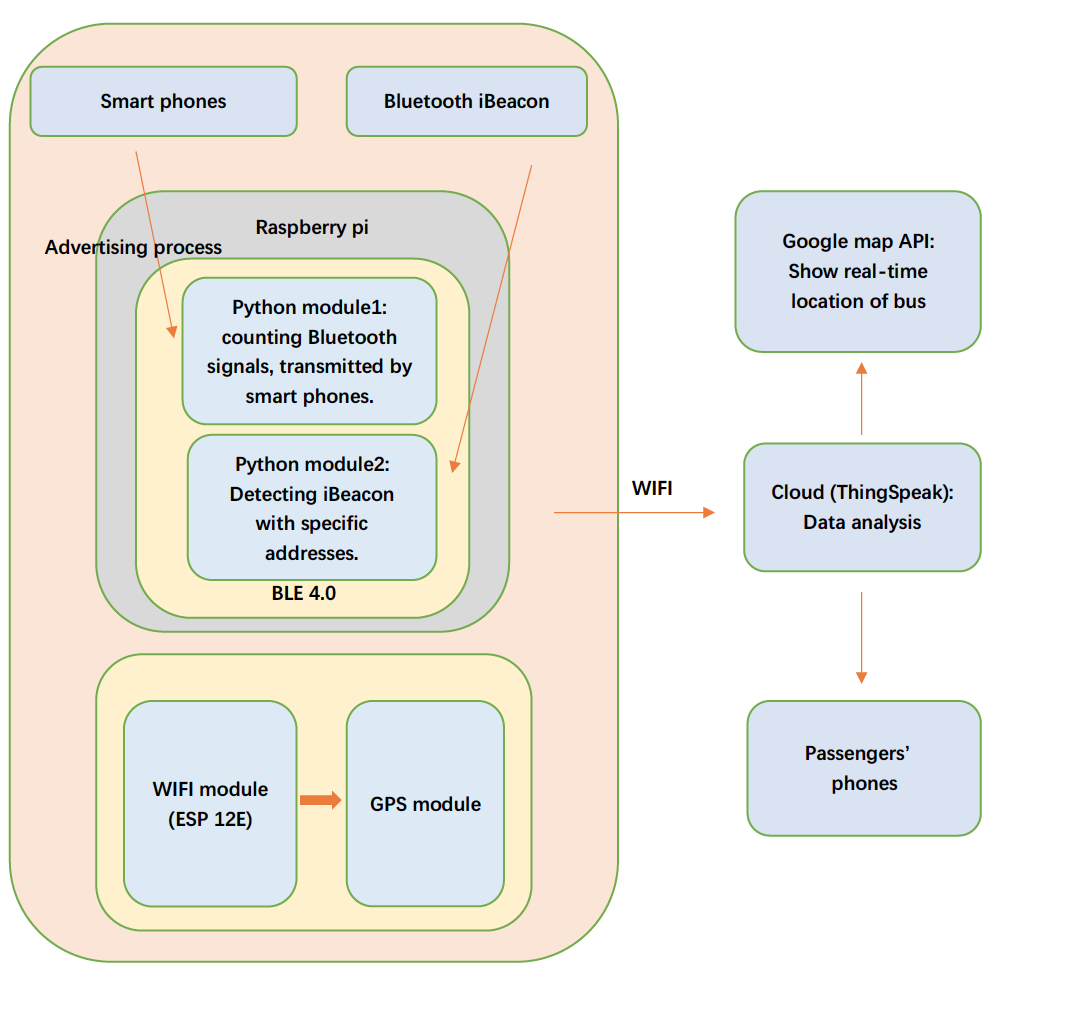 Smart phones
Bluetooth iBeacon
Raspberry pi
Advertising process
Python module1:
counting Bluetooth
signals, transmitted by
smart phones.
Python module2:
Detecting iBeacon
with specific
addresses.
BLE 4.0
WIFI module
(ESP 12E)
GPS module
WIFI
Google map API:
Show real-time
location of bus
Cloud (ThingSpeak):
Data analysis
Passengers’
phones